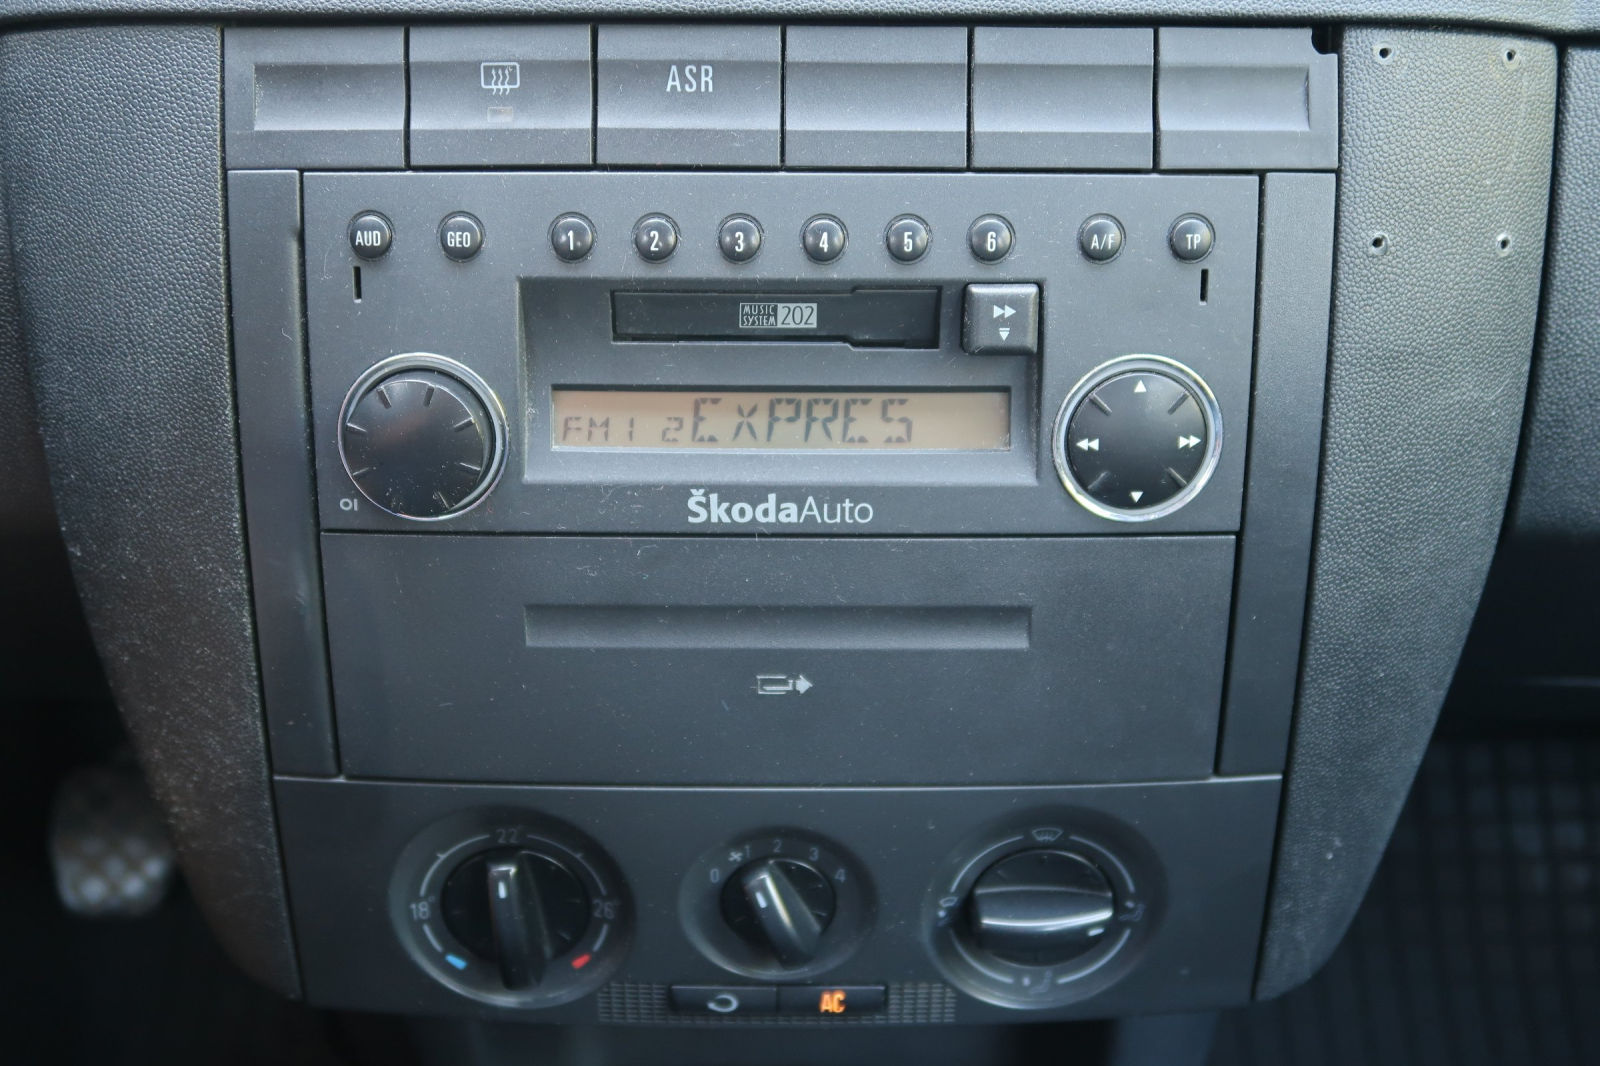 ASR
AUD GEO 1 2 3 4 5 6 A/F TP
MUSIC
SYSTEM 202
FM1 2 EXPRES
ŠkodaAuto
22°
18° 26°
0 1 2 3 4
AC